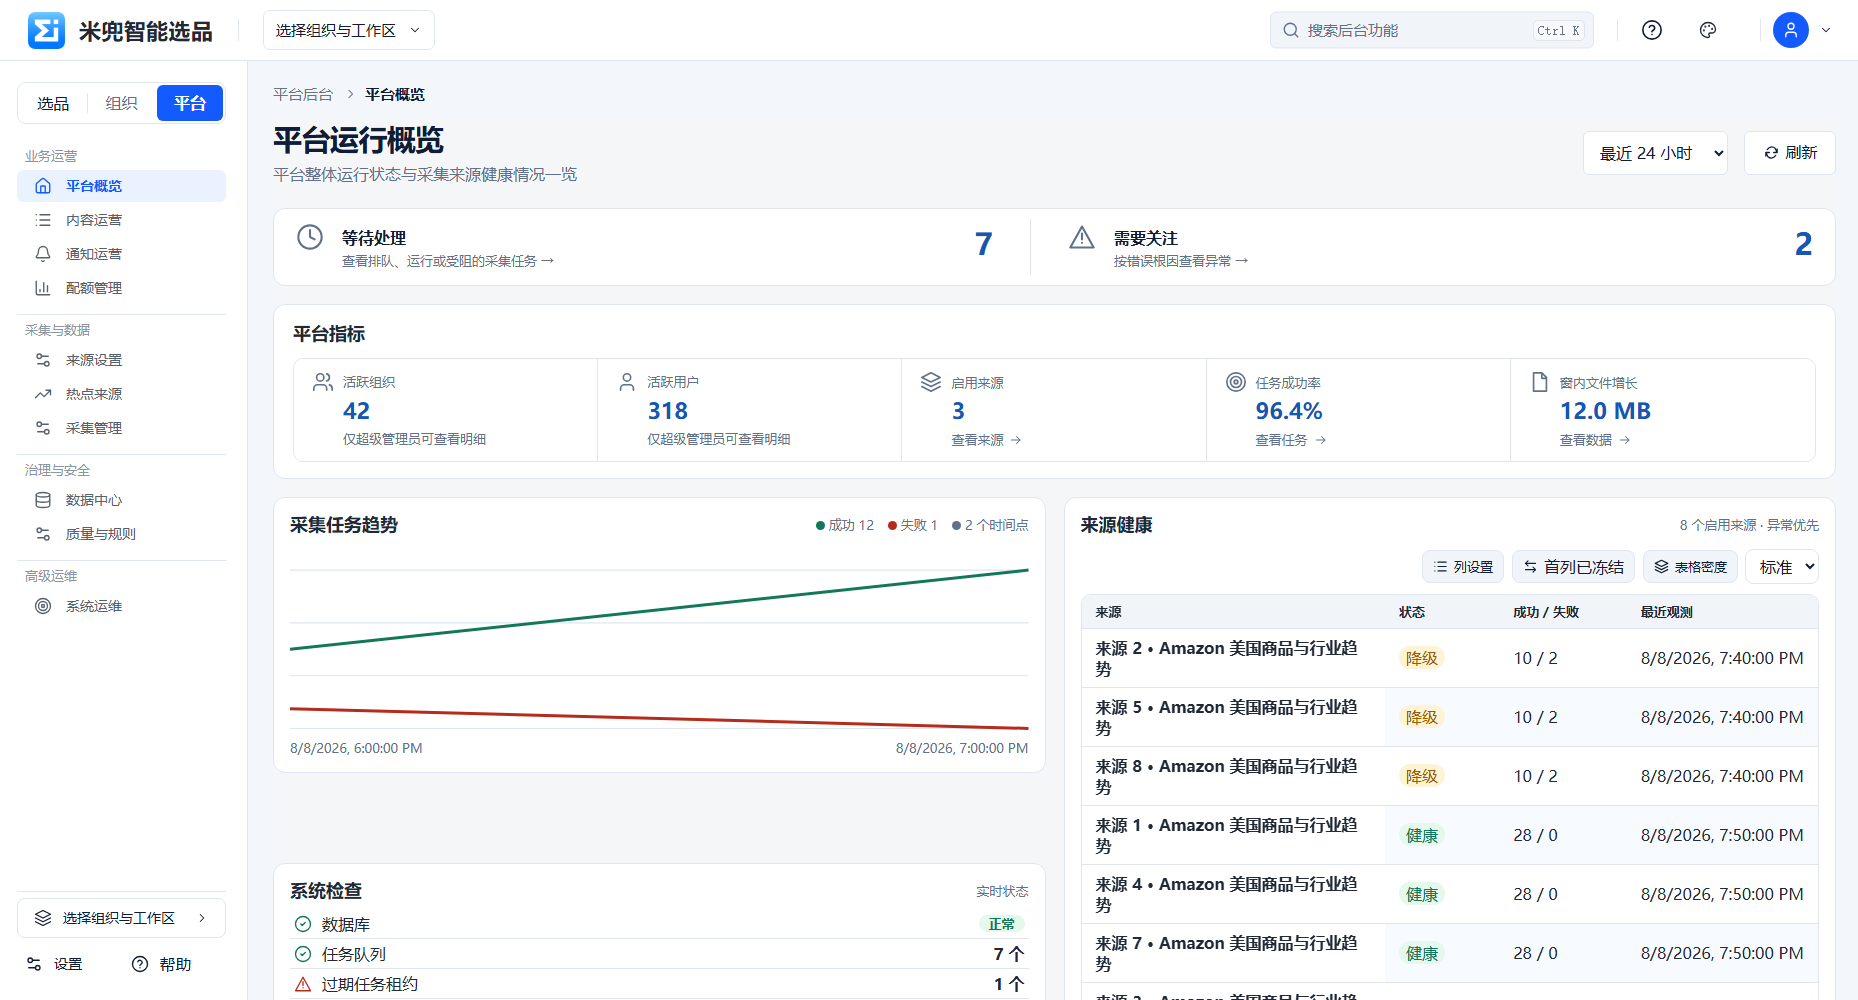 米兜智能选品
选择组织与工作区
搜索后台功能
Ctrl K
选品
组织
平台
业务运营
平台概览
内容运营
通知运营
配额管理
采集与数据
来源设置
热点来源
采集管理
治理与安全
数据中心
质量与规则
高级运维
系统运维
选择组织与工作区
设置
帮助
平台后台 > 平台概览
平台运行概览
平台整体运行状态与采集来源健康情况一览
最近 24 小时
刷新
等待处理
查看排队、运行或受阻的采集任务 →
7
需要关注
按错误根因查看异常 →
2
平台指标
活跃组织
42
仅超级管理员可查看明细
活跃用户
318
仅超级管理员可查看明细
启用来源
3
查看来源 →
任务成功率
96.4%
查看任务 →
窗内文件增长
12.0 MB
查看数据 →
采集任务趋势
成功 12
失败 1
2 个时间点
8/8/2026, 6:00:00 PM
8/8/2026, 7:00:00 PM
系统检查
实时状态
数据库
正常
任务队列
7 个
过期任务租约
1 个
来源健康
8 个启用来源 · 异常优先
列设置
首列已冻结
表格密度
标准
来源 状态 成功 / 失败 最近观测
来源 2 • Amazon 美国商品与行业趋
势
降级 10 / 2 8/8/2026, 7:40:00 PM
来源 5 • Amazon 美国商品与行业趋
势
降级 10 / 2 8/8/2026, 7:40:00 PM
来源 8 • Amazon 美国商品与行业趋
势
降级 10 / 2 8/8/2026, 7:40:00 PM
来源 1 • Amazon 美国商品与行业趋
势
健康 28 / 0 8/8/2026, 7:50:00 PM
来源 4 • Amazon 美国商品与行业趋
势
健康 28 / 0 8/8/2026, 7:50:00 PM
来源 7 • Amazon 美国商品与行业趋
势
健康 28 / 0 8/8/2026, 7:50:00 PM